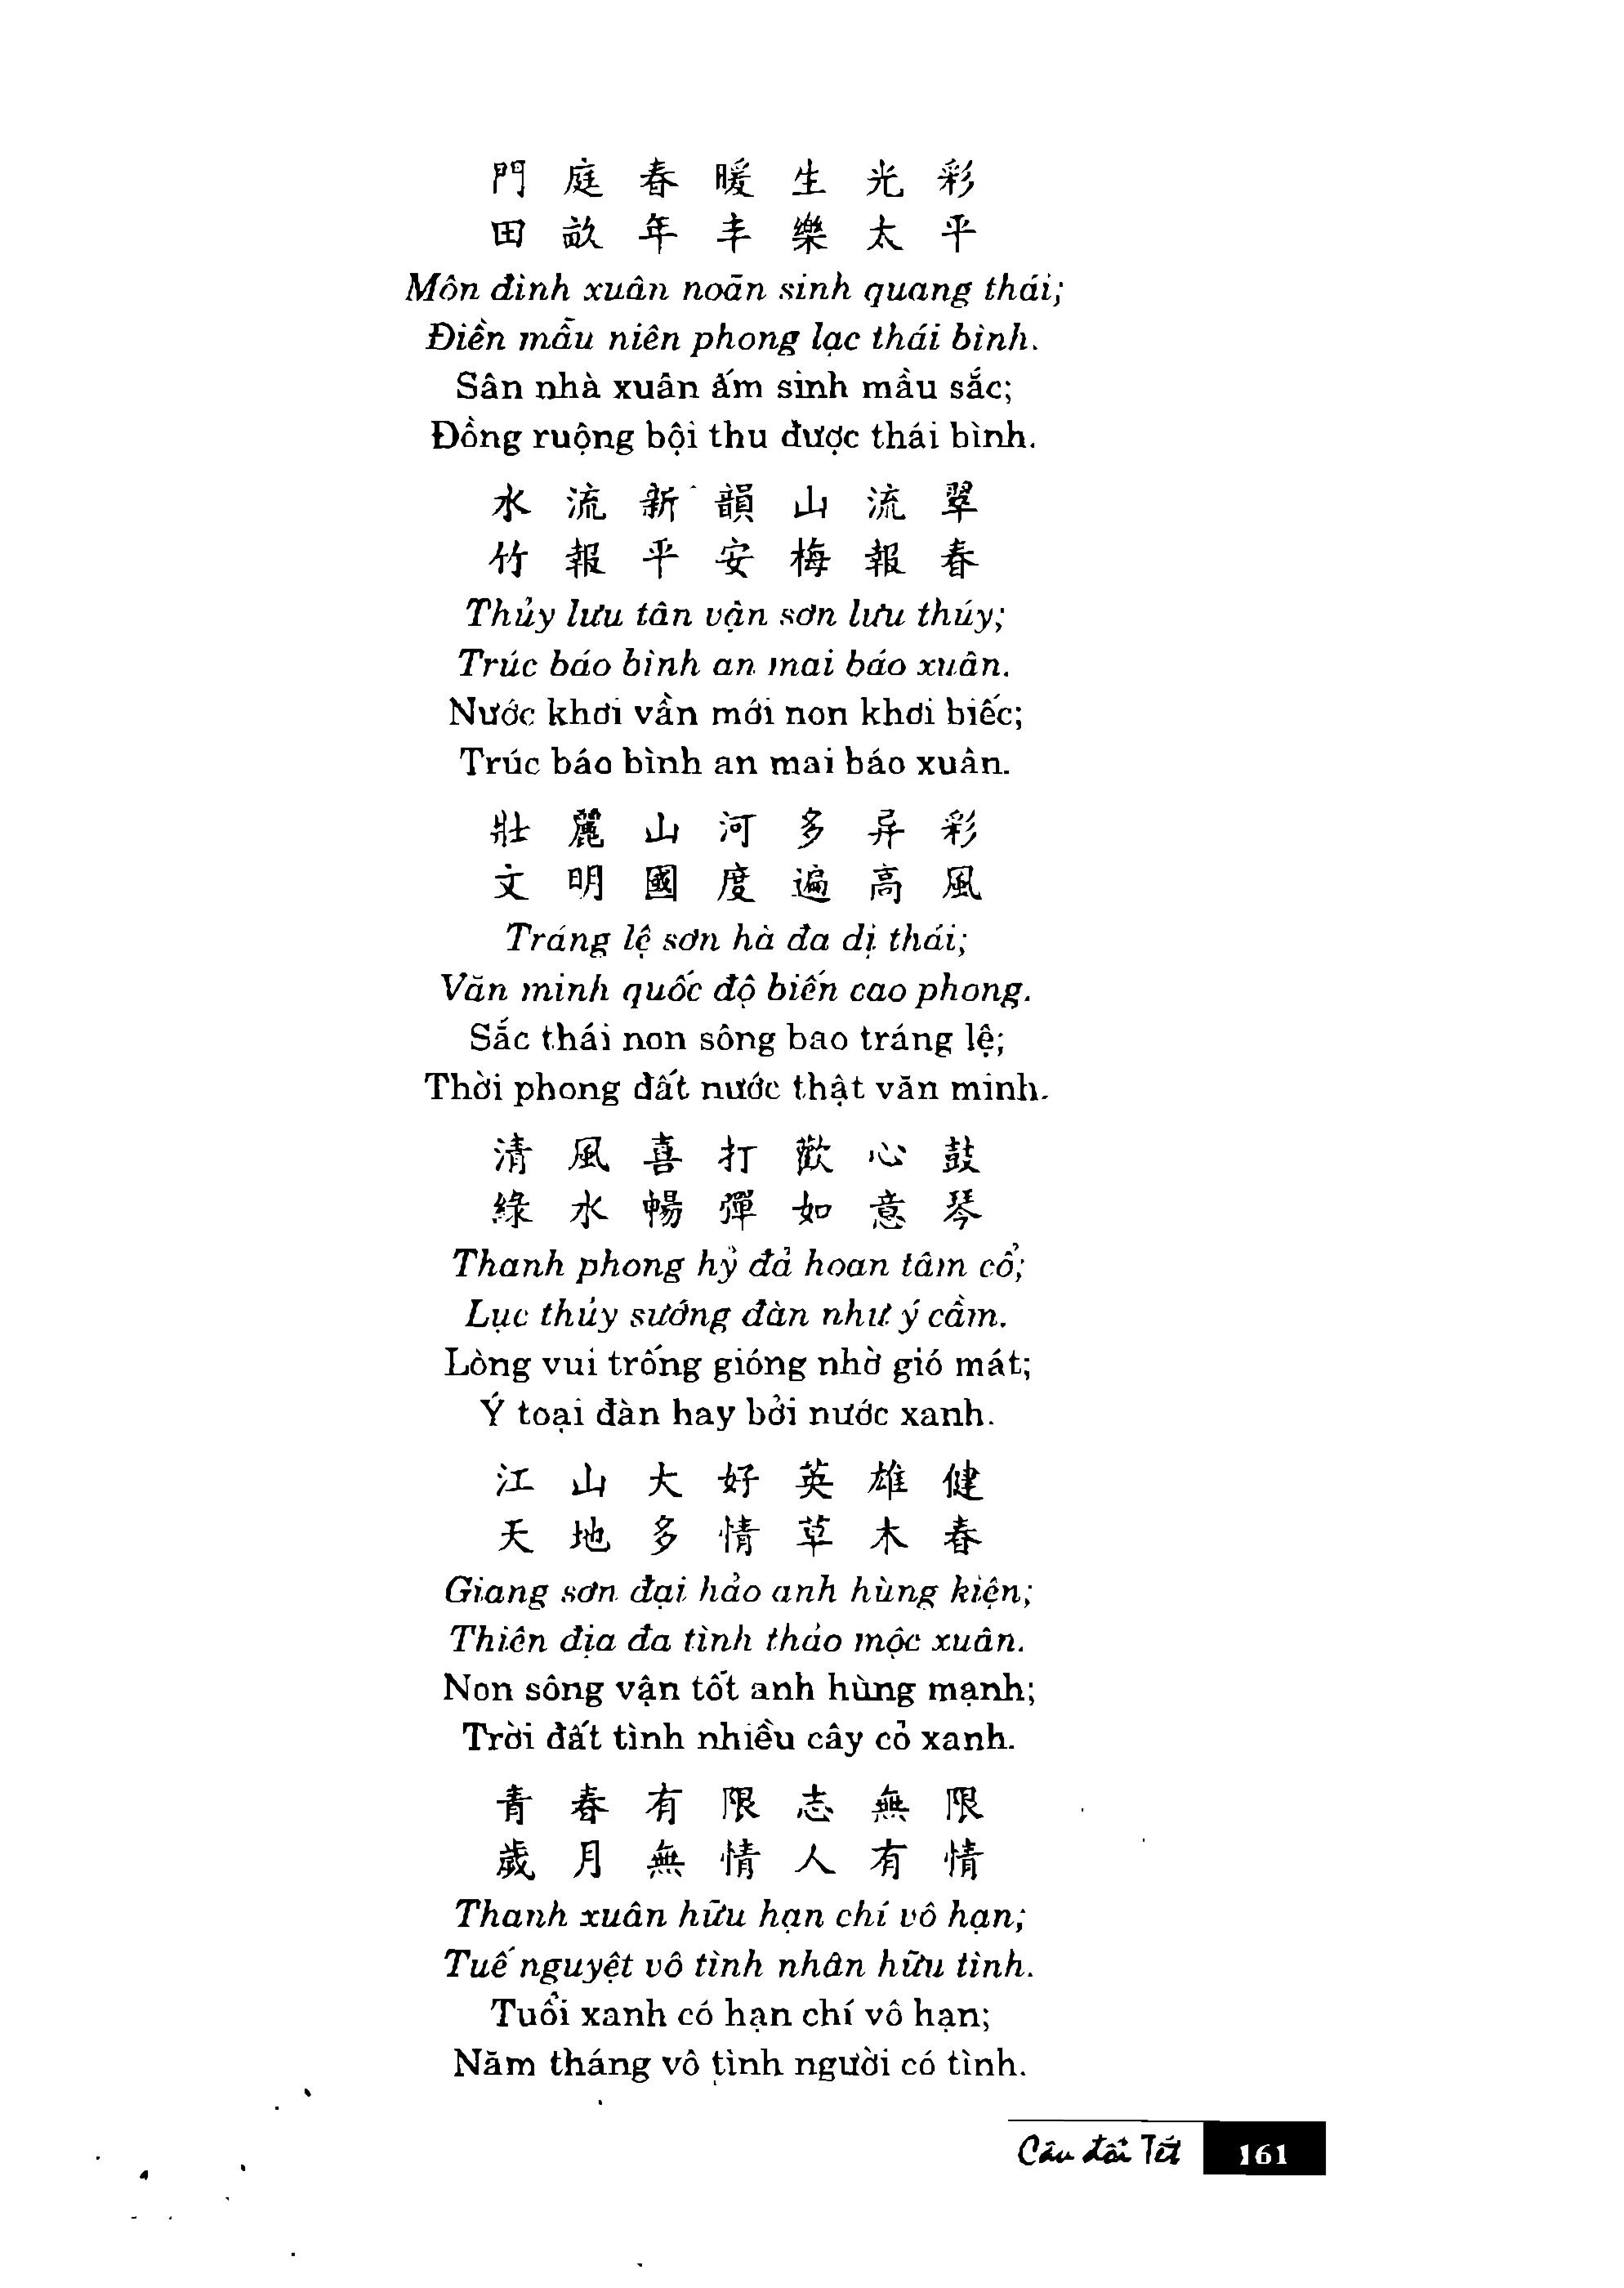 門庭春暖生光彩
田畝年丰樂太平
Môn đình xuân noãn sinh quang thái;
Điền mẫu niên phong lạc thái bình.
Sân nhà xuân ấm sinh mầu sắc;
Đồng ruộng bội thu được thái bình.
水流新韻山流翠
竹報平安梅報春
Thủy lưu tân vận sơn lưu thúy;
Trúc báo bình an mai báo xuân.
Nước khơi vần mới non khơi biếc;
Trúc báo bình an mai báo xuân.
壯麗山河多异彩
文明國度遍高風
Tráng lệ sơn hà đa dị thái;
Văn minh quốc độ biến cao phong.
Sắc thái non sông bao tráng lệ;
Thời phong đất nước thật văn minh.
清風喜打歡心鼓
綠水暢彈如意琴
Thanh phong hỷ đả hoan tâm cổ;
Lục thủy sướng đàn như ý cầm.
Lòng vui trống gióng nhờ gió mát;
Ý toại đàn hay bởi nước xanh.
江山大好英雄健
天地多情草木春
Giang sơn đại hảo anh hùng kiện;
Thiên địa đa tình thảo mộc xuân.
Non sông vận tốt anh hùng mạnh;
Trời đất tình nhiều cây cỏ xanh.
青春有限志無限
歲月無情人有情
Thanh xuân hữu hạn chí vô hạn;
Tuế nguyệt vô tình nhân hữu tình.
Tuổi xanh có hạn chí vô hạn;
Năm tháng vô tình người có tình.
Câu đối Tết 161